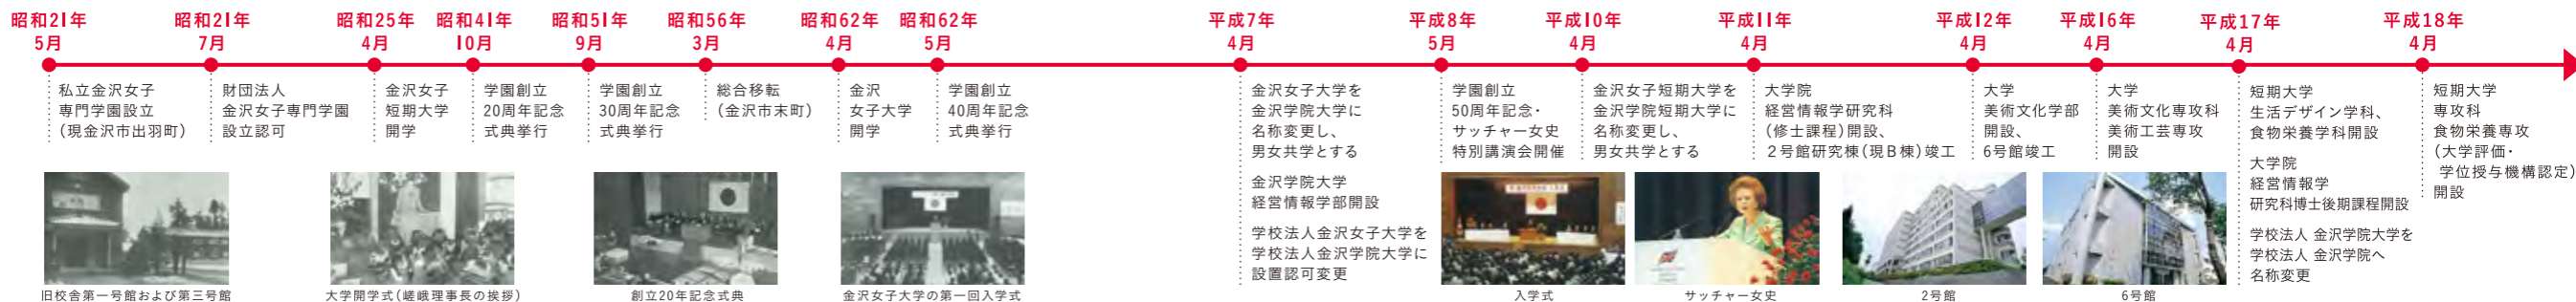 昭和21年
5月
私立金沢女子
専門学園設立
(現金沢市出羽町)
昭和21年
7月
財団法人
金沢女子専門学園
設立認可
昭和25年
4月
金沢女子
短期大学
開学
昭和41年
10月
学園創立
20周年記念
式典挙行
昭和51年
9月
学園創立
30周年記念
式典挙行
昭和56年
3月
総合移転
(金沢市末町)
昭和62年
4月
金沢
女子大学
開学
昭和62年
5月
学園創立
40周年記念
式典挙行
平成7年
4月
金沢女子大学を
金沢学院大学に
名称変更し、
男女共学とする
金沢学院大学
経営情報学部開設
学校法人金沢女子大学を
学校法人金沢学院大学に
設置認可変更
平成8年
5月
学園創立
50周年記念・
サッチャー女史
特別講演会開催
平成10年
4月
金沢女子短期大学を
金沢学院短期大学に
名称変更し、
男女共学とする
平成11年
4月
大学院
経営情報学研究科
(修士課程)開設、
2号館研究棟(現B棟)竣工
平成12年
4月
大学
美術文化学部
開設、
6号館竣工
平成16年
4月
大学
美術文化専攻科
美術工芸専攻
開設
平成17年
4月
短期大学
生活デザイン学科、
食物栄養学科開設
大学院
経営情報学
研究科博士後期課程開設
学校法人 金沢学院大学を
学校法人 金沢学院へ
名称変更
平成18年
4月
短期大学
専攻科
食物栄養専攻
(大学評価・
学位授与機構認定)
開設
旧校舎第一号館および第三号館
大学開学式(嵯峨理事長の挨拶)
創立20年記念式典
金沢女子大学の第一回入学式
入学式
サッチャー女史
2号館
6号館